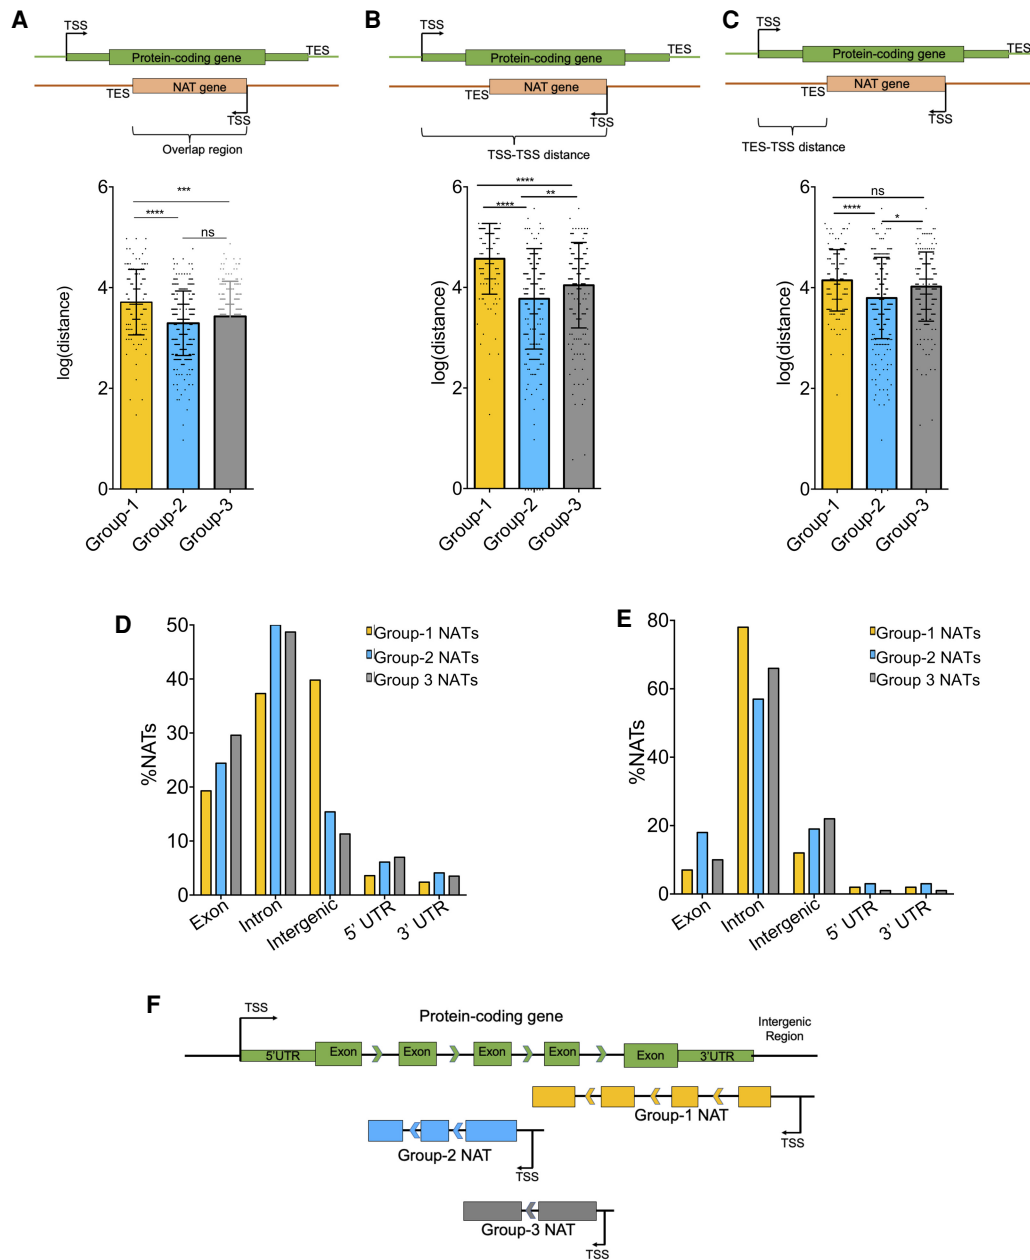 A
TSS
TES
Protein-coding gene
NAT gene
TES
TSS
Overlap region
6
4
2
0
log(distance)
***
****
ns
Group-1
Group-2
Group-3
B
TSS
TES
Protein-coding gene
NAT gene
TES
TSS
TSS-TSS distance
6
4
2
0
log(distance)
****
**
****
Group-1
Group-2
Group-3
C
TSS
TES
Protein-coding gene
NAT gene
TES
TSS
TES-TSS distance
6
4
2
0
log(distance)
ns
****
*
Group-1
Group-2
Group-3
D
50
40
30
20
10
0
%NATs
Group-1 NATs
Group-2 NATs
Group 3 NATs
Exon
Intron
Intergenic
5' UTR
3' UTR
E
80
60
40
20
0
%NATs
Group-1 NATs
Group-2 NATs
Group 3 NATs
Exon
Intron
Intergenic
5' UTR
3' UTR
F
TSS
Protein-coding gene
Intergenic
Region
5'UTR
Exon
Exon
Exon
Exon
Exon
3'UTR
Group-1 NAT
TSS
Group-2 NAT
TSS
Group-3 NAT
TSS